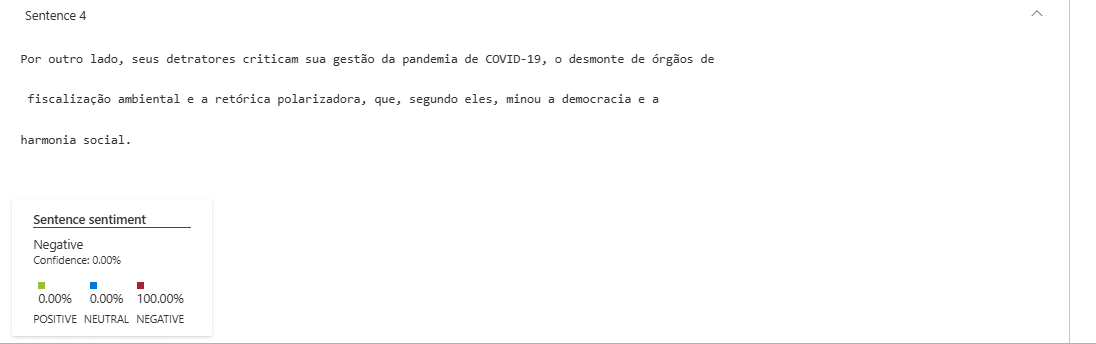 Sentence 4
Por outro lado, seus detratores criticam sua gestão da pandemia de COVID-19, o desmonte de órgãos de
fiscalização ambiental e a retórica polarizadora, que, segundo eles, minou a democracia e a
harmonia social.
Sentence sentiment
Negative
Confidence: 0.00%
0.00% 0.00% 100.00%
POSITIVE NEUTRAL NEGATIVE